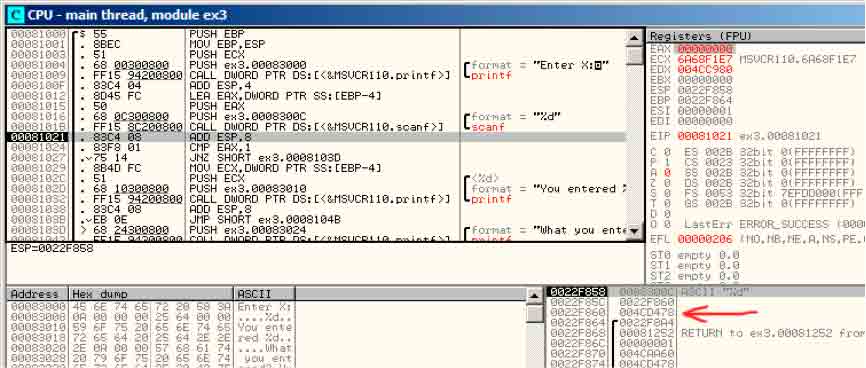 CPU - main thread, module ex3
00081000 $ 55 PUSH EBP
00081001 . 8BEC MOV EBP,ESP
00081003 . 51 PUSH ECX
00081004 . 68 00300800 PUSH ex3.00083000 format = "Enter X:
00081009 . FF15 94200800 CALL DWORD PTR DS:[<&MSVCR110.printf>] printf
0008100F . 83C4 04 ADD ESP,4
00081012 . 8D45 FC LEA EAX,DWORD PTR SS:[EBP-4]
00081015 . 50 PUSH EAX
00081016 . 68 0C300800 PUSH ex3.0008300C format = "%d"
0008101B . FF15 8C200800 CALL DWORD PTR DS:[<&MSVCR110.scanf>] scanf
00081021 . 83C4 08 ADD ESP,8
00081024 . 83F8 01 CMP EAX,1
00081027 .v75 14 JNZ SHORT ex3.0008103D
00081029 . 8B4D FC MOV ECX,DWORD PTR SS:[EBP-4]
0008102C . 51 PUSH ECX <%d>
0008102D . 68 10300800 PUSH ex3.00083010 format = "You entered
00081032 . FF15 94200800 CALL DWORD PTR DS:[<&MSVCR110.printf>] printf
00081038 . 83C4 08 ADD ESP,8
0008103B .vEB 0E JMP SHORT ex3.0008104B
0008103D > 68 24300800 PUSH ex3.00083024 format = "What you ente
FF15 94200800 CALL DWORD PTR DS:[<&MSVCR110.printf>] printf
ESP=0022F858
Registers (FPU)
EAX 00000000
ECX 6A68F1E7 MSVCR110.6A68F1E7
EDX 004CC980
EBX 00000000
ESP 0022F858
EBP 0022F864
ESI 00000001
EDI 00000000
EIP 00081021 ex3.00081021
C 0 ES 002B 32bit 0(FFFFFFFF)
P 1 CS 0023 32bit 0(FFFFFFFF)
A 0 SS 002B 32bit 0(FFFFFFFF)
Z 0 DS 002B 32bit 0(FFFFFFFF)
S 0 FS 0053 32bit 7EFDD000(FFF
T 0 GS 002B 32bit 0(FFFFFFFF)
D 0
O 0 LastErr ERROR_SUCCESS (0000
EFL 00000206 (NO,NB,NE,A,NS,PE,
ST0 empty 0.0
ST1 empty 0.0
ST2 empty 0.0
Address Hex dump ASCII
00083000 45 6E 74 65 72 20 58 3A Enter X:
00083008 0A 00 00 00 25 64 00 00 ....%d..
00083010 59 6F 75 20 65 6E 74 65 You ente
00083018 72 65 64 20 25 64 2E 2E red %d..
00083020 2E 0A 00 00 57 68 61 74 ....What
00083028 20 79 6F 75 20 65 6E 74 you ent
0022F858 0008300C ASCII "%d"
0022F85C 0022F860
0022F860 004CD478
0022F864 0022F8A4
0022F868 00081252 RETURN to ex3.00081252 from
0022F86C 00000001
0022F870 004CAA60
0022F874 004CD478